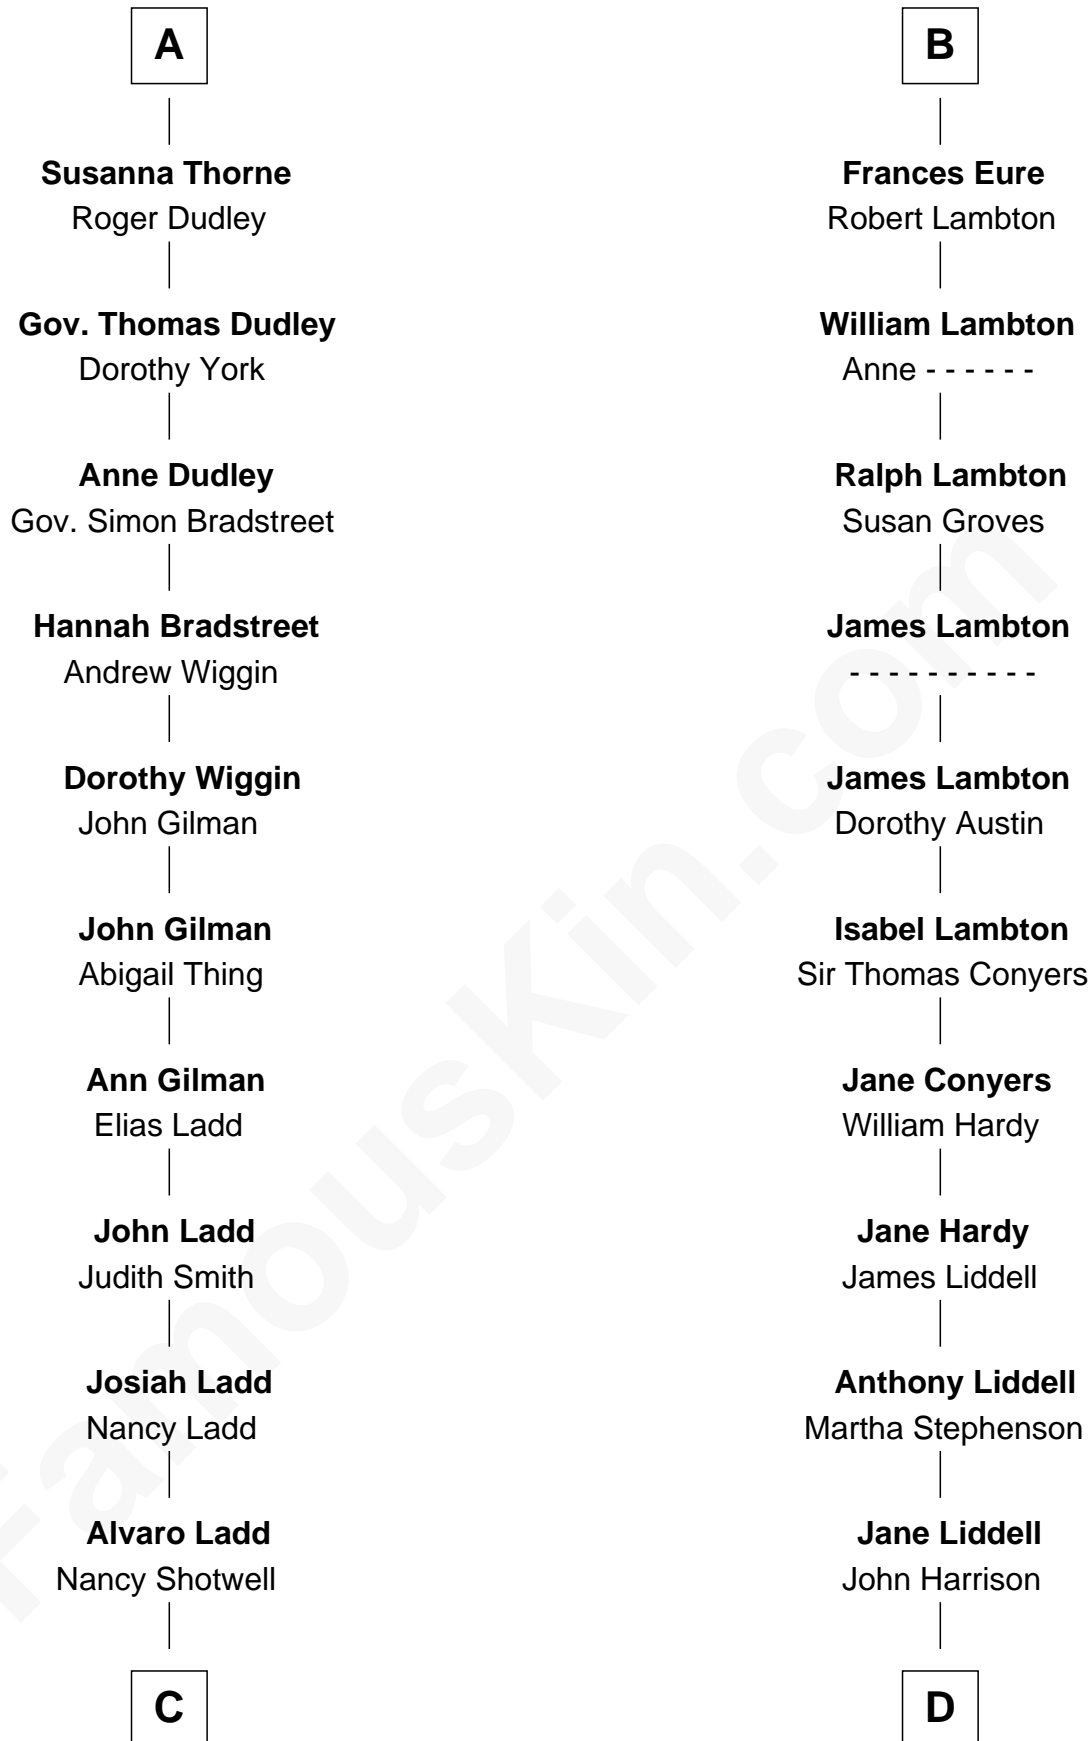 A
Susanna Thorne
Roger Dudley
Gov. Thomas Dudley
Dorothy York
Anne Dudley
Gov. Simon Bradstreet
Hannah Bradstreet
Andrew Wiggin
Dorothy Wiggin
John Gilman
John Gilman
Abigail Thing
Ann Gilman
Elias Ladd
John Ladd
Judith Smith
Josiah Ladd
Nancy Ladd
Alvaro Ladd
Nancy Shotwell
C
B
Frances Eure
Robert Lambton
William Lambton
Anne - - - - - -
Ralph Lambton
Susan Groves
James Lambton
- - - - - - - - - -
James Lambton
Dorothy Austin
Isabel Lambton
Sir Thomas Conyers
Jane Conyers
William Hardy
Jane Hardy
James Liddell
Anthony Liddell
Martha Stephenson
Jane Liddell
John Harrison
D
FamousKin.com